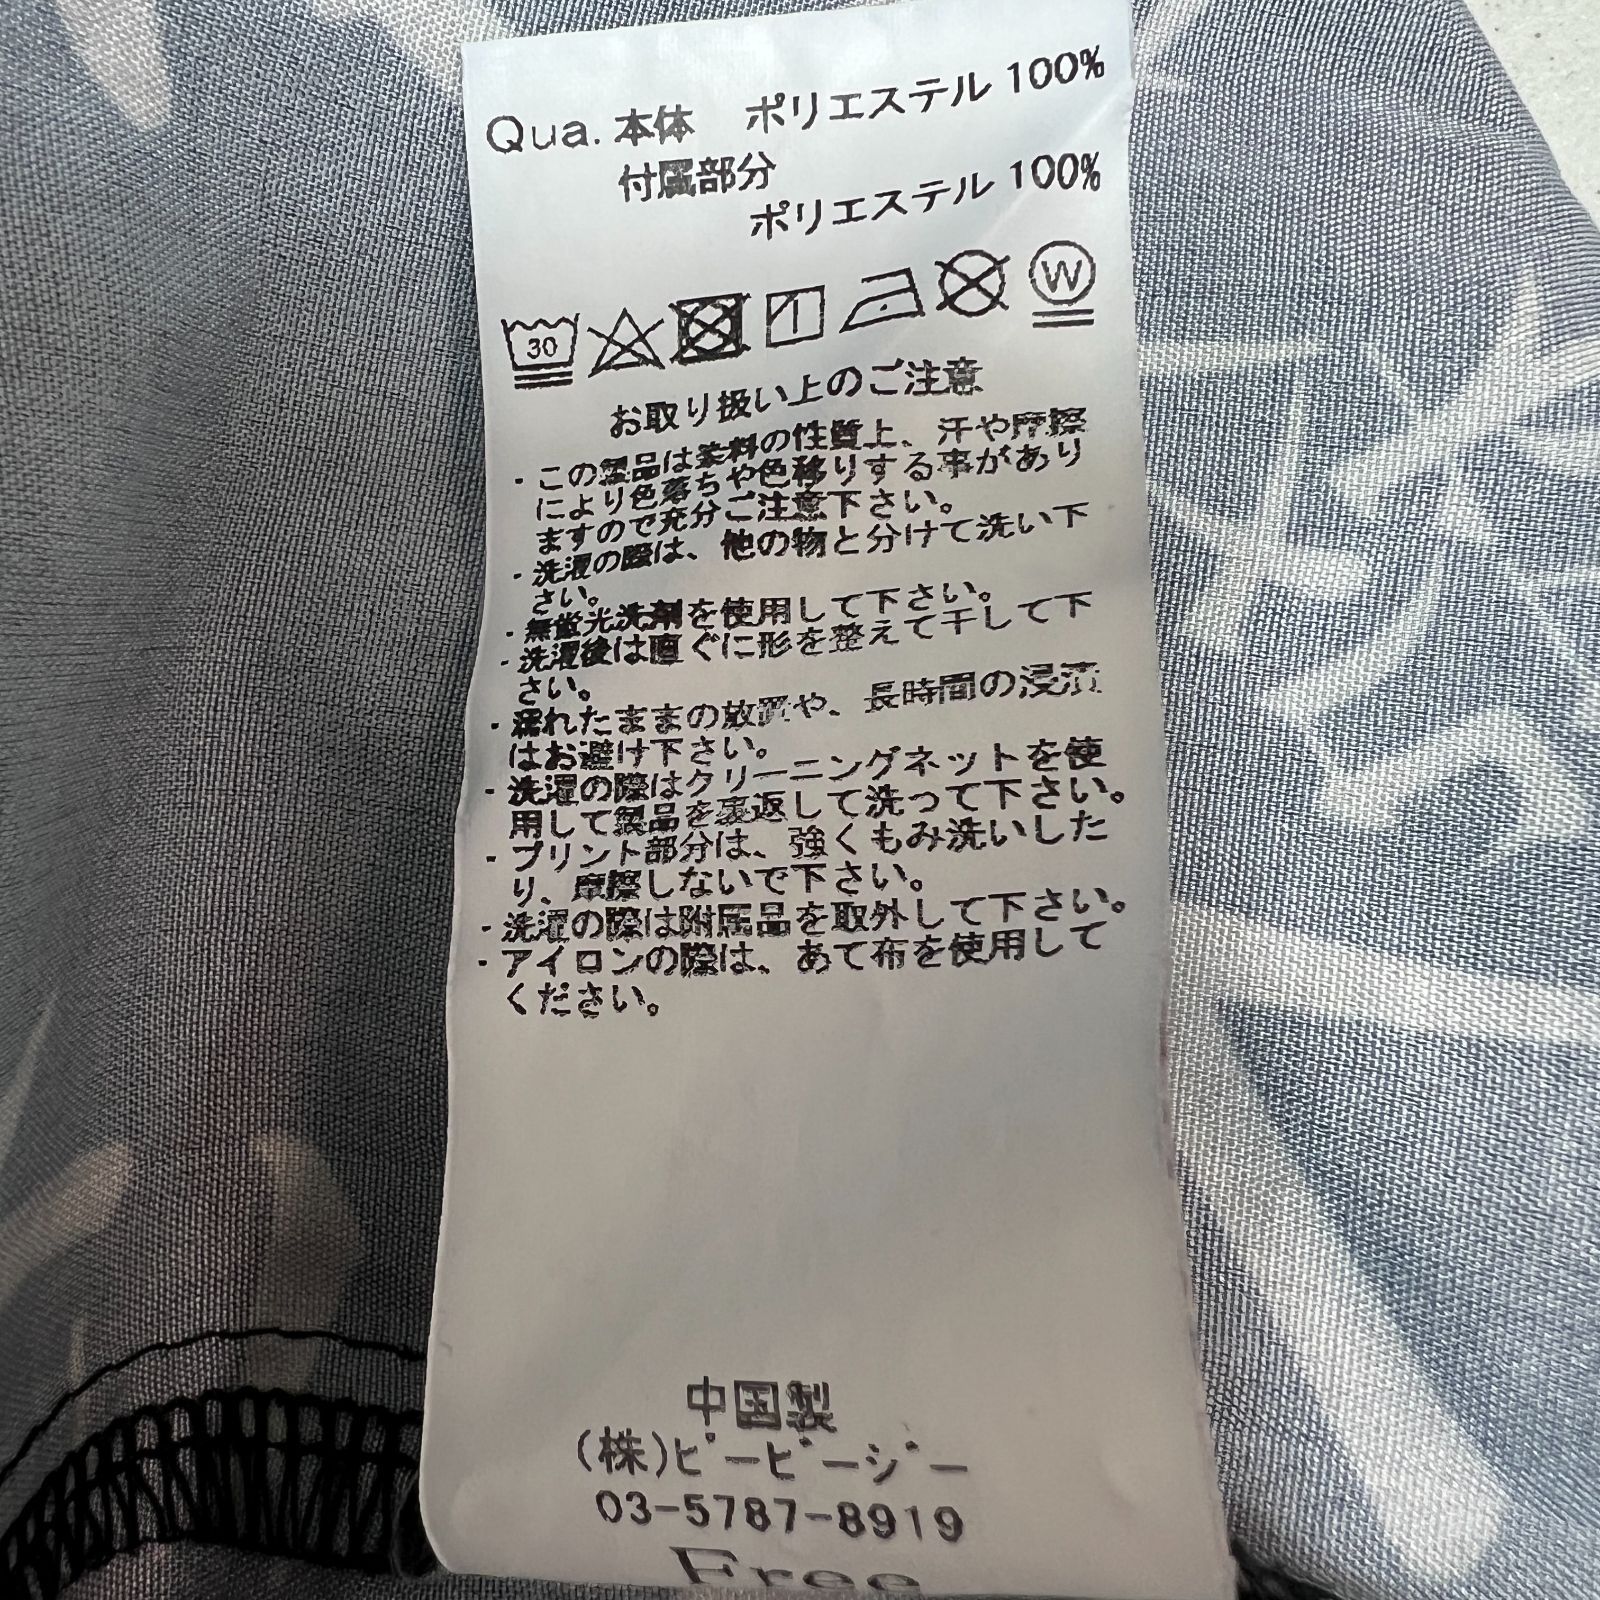 Qua. 本体 ポリエステル 100%
付属部分
ポリエステル 100%
30
W
お取り扱い上のご注意
・この製品は染料の性質上、汗や摩擦
により色落ちや色移りする事があり
ますので充分ご注意下さい。
・洗濯の際は、他の物と分けて洗い下
さい。
・無蛍光洗剤を使用して下さい。
・洗濯後は直ぐに形を整えて干して下
さい。
・濡れたままの放置や、長時間の浸漬
はお避け下さい。
・洗濯の際はクリーニングネットを使
用して製品を裏返して洗って下さい。
・プリント部分は、強くもみ洗いした
り、摩擦しないで下さい。
・洗濯の際は附属品を取外して下さい。
・アイロンの際は、あて布を使用して
ください。
中国製
(株)ﾋﾟｰﾋﾞｰｼﾞｰ
03-5787-8919
Free